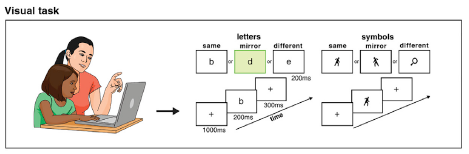 Visual task
letters
same mirror different
b or d or e
200ms
+
300ms
b
200ms
+
1000ms
time
symbols
same mirror different
or or
+
+